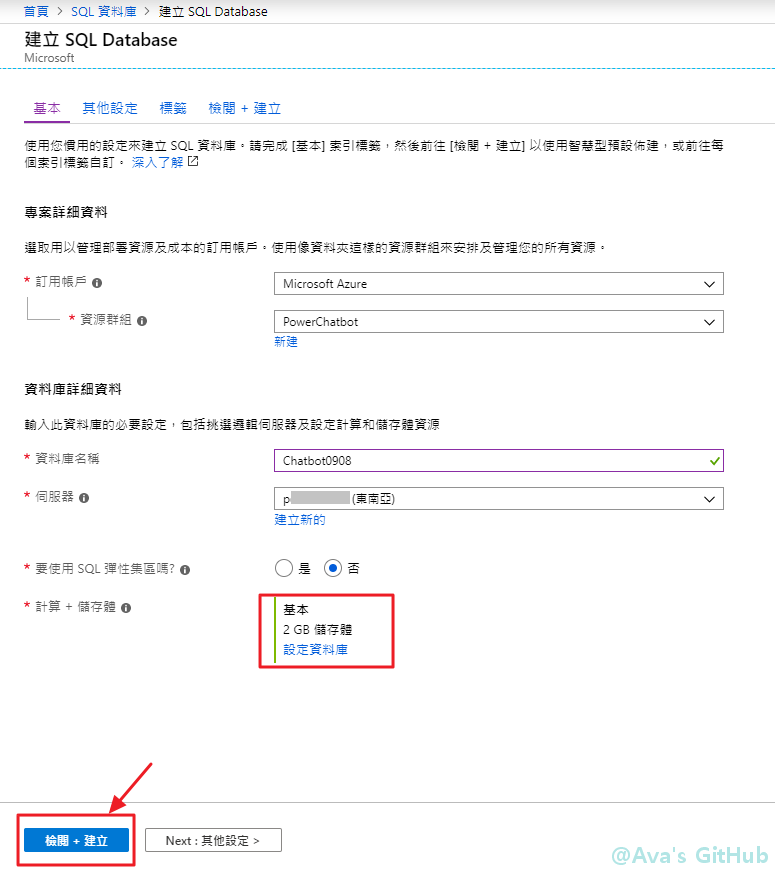 首頁 > SQL 資料庫 > 建立 SQL Database
建立 SQL Database
Microsoft
基本 其他設定 標籤 檢閱 + 建立
使用您慣用的設定來建立 SQL 資料庫。請完成 [基本] 索引標籤，然後前往 [檢閱 + 建立] 以使用智慧型預設佈建，或前往每
個索引標籤自訂。 深入了解
專案詳細資料
選取用以管理部署資源及成本的訂用帳戶。使用像資料夾這樣的資源群組來安排及管理您的所有資源。
* 訂用帳戶 Microsoft Azure
* 資源群組 PowerChatbot
新建
資料庫詳細資料
輸入此資料庫的必要設定，包括挑選邏輯伺服器及設定計算和儲存體資源
* 資料庫名稱 Chatbot0908
* 伺服器 p (東南亞)
建立新的
* 要使用 SQL 彈性集區嗎? 是 否
* 計算 + 儲存體 基本
2 GB 儲存體
設定資料庫
檢閱 + 建立 Next : 其他設定 >
@Ava's GitHub